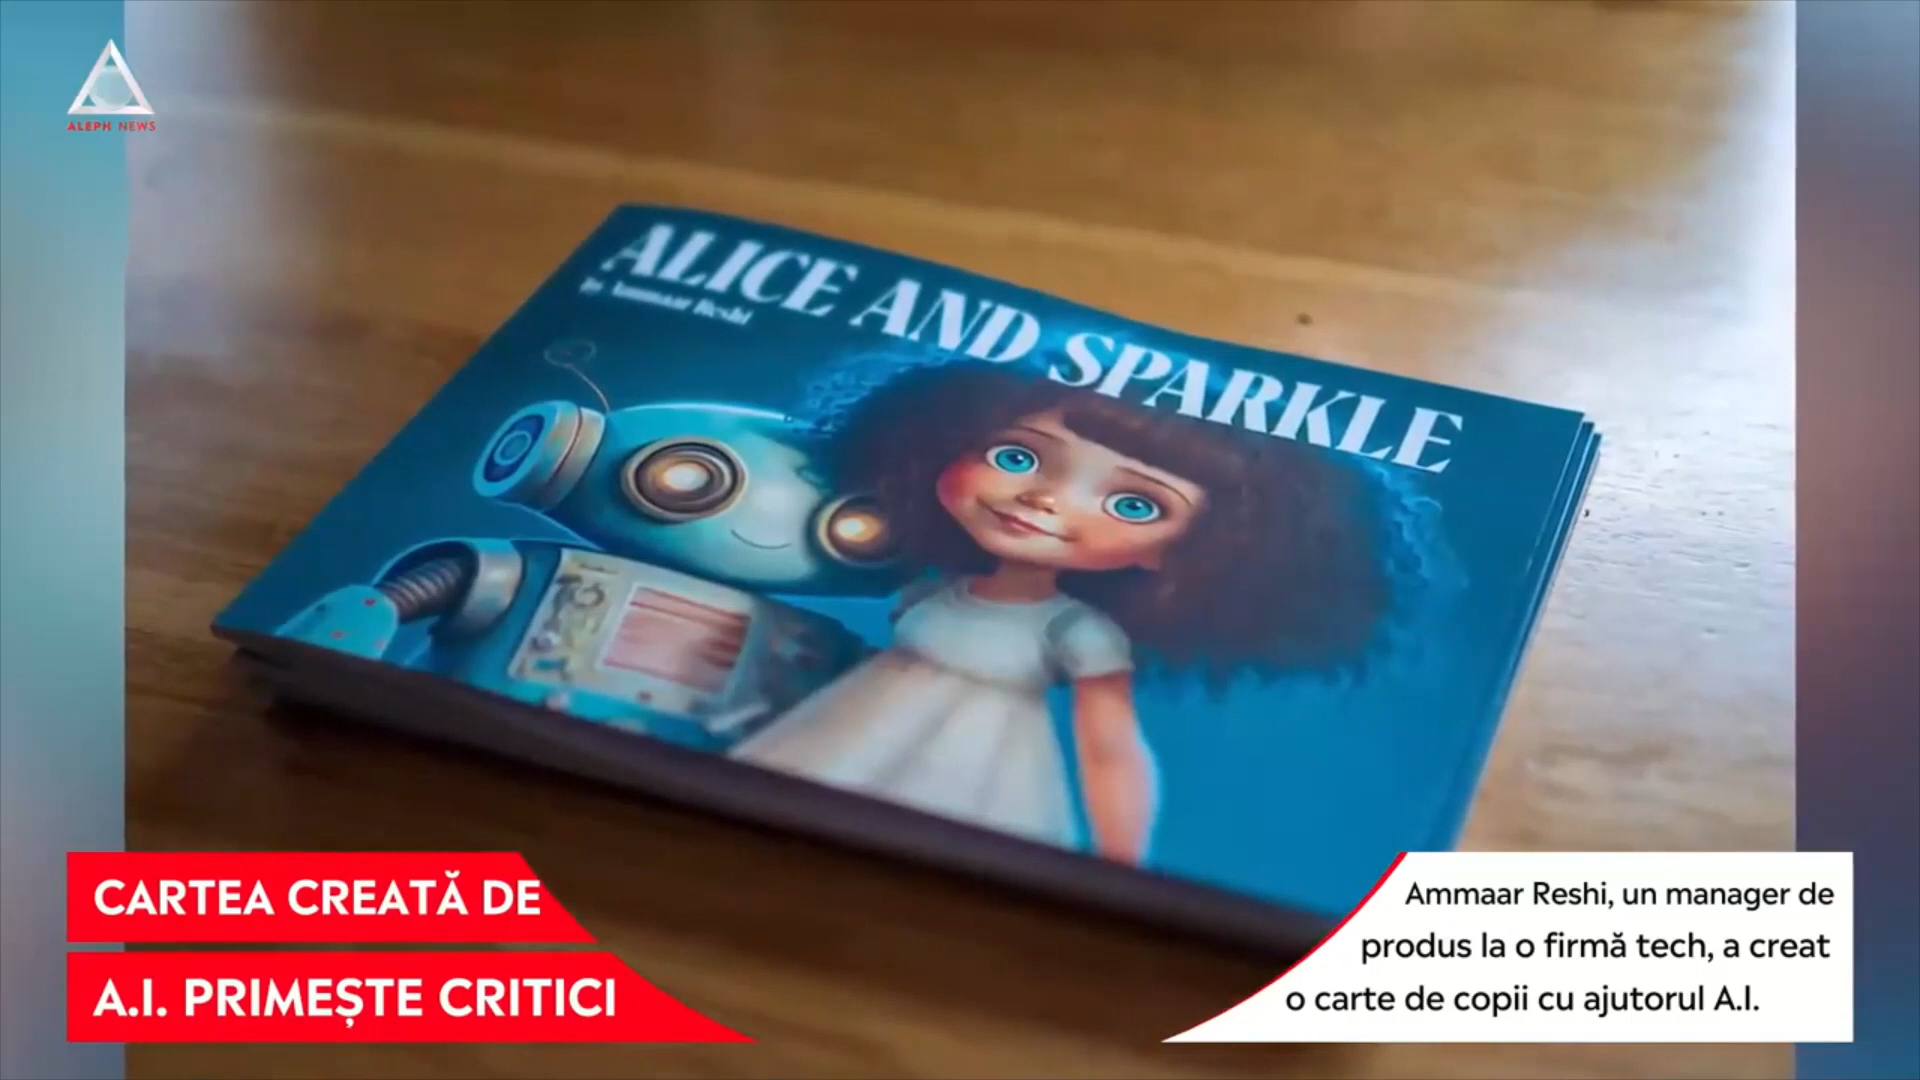 ALEPH NEWS
ALICE AND SPARKLE
by Ammaar Reshi
CARTEA CREATĂ DE
A.I. PRIMEȘTE CRITICI
Ammaar Reshi, un manager de
produs la o firmă tech, a creat
o carte de copii cu ajutorul A.I.